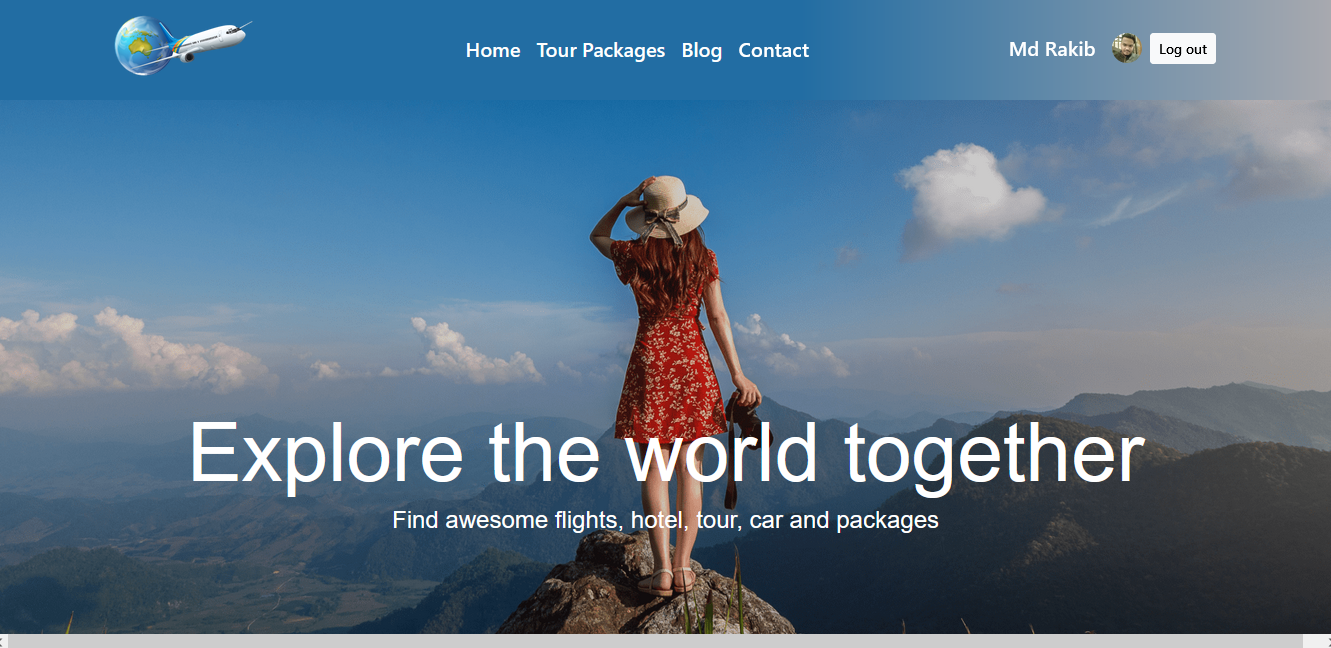 Home Tour Packages Blog Contact Md Rakib Log out
Explore the world together
Find awesome flights, hotel, tour, car and packages